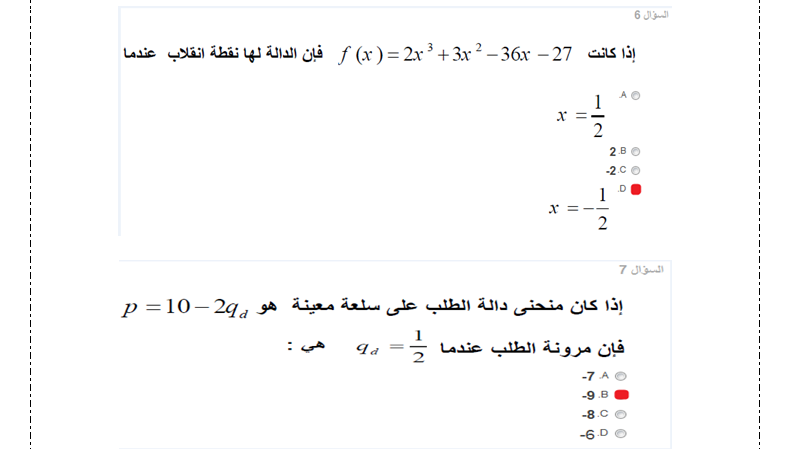 السؤال 6
إذا كانت f (x) = 2x³ + 3x² − 36x − 27 فإن الدالة لها نقطة انقلاب عندما
.A x = 1/2
2 .B
-2 .C
.D x = − 1/2
السؤال 7
إذا كان منحنى دالة الطلب على سلعة معينة هو p = 10 − 2q_d
فإن مرونة الطلب عندما q_d = 1/2 هي :
-7 .A
-9 .B
-8 .C
-6 .D